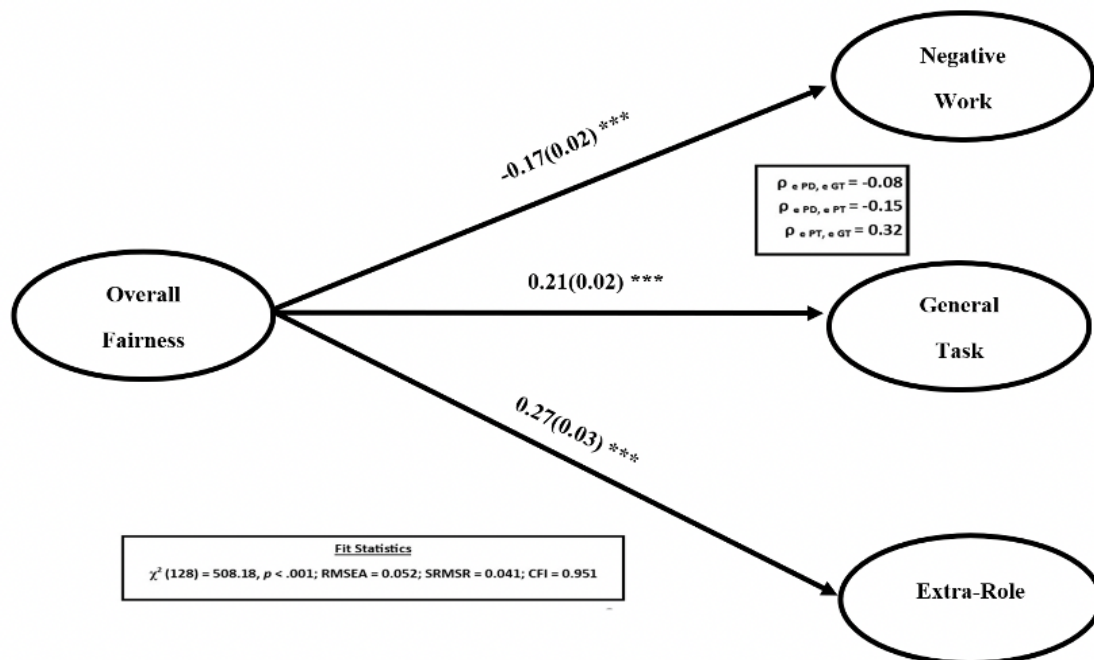 Negative
Work
-0.17(0.02) ***
ρ e PD, e GT = -0.08
ρ e PD, e PT = -0.15
ρ e PT, e GT = 0.32
Overall
Fairness
0.21(0.02) ***
General
Task
0.27(0.03) ***
Fit Statistics
χ² (128) = 508.18, p < .001; RMSEA = 0.052; SRMSR = 0.041; CFI = 0.951
Extra-Role